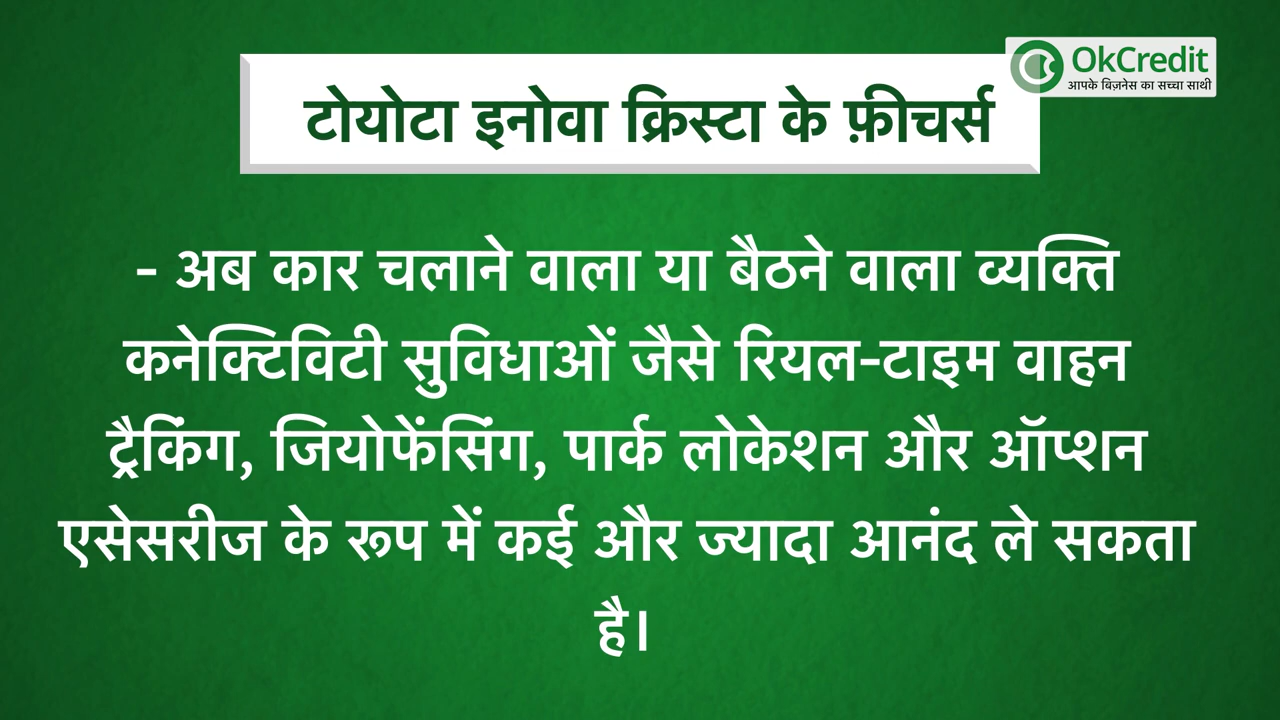 OkCredit
आपके बिज़नेस का सच्चा साथी
टोयोटा इनोवा क्रिस्टा के फ़ीचर्स
- अब कार चलाने वाला या बैठने वाला व्यक्ति
कनेक्टिविटी सुविधाओं जैसे रियल-टाइम वाहन
ट्रैकिंग, जियोफेंसिंग, पार्क लोकेशन और ऑप्शन
एसेसरीज के रूप में कई और ज्यादा आनंद ले सकता
है।